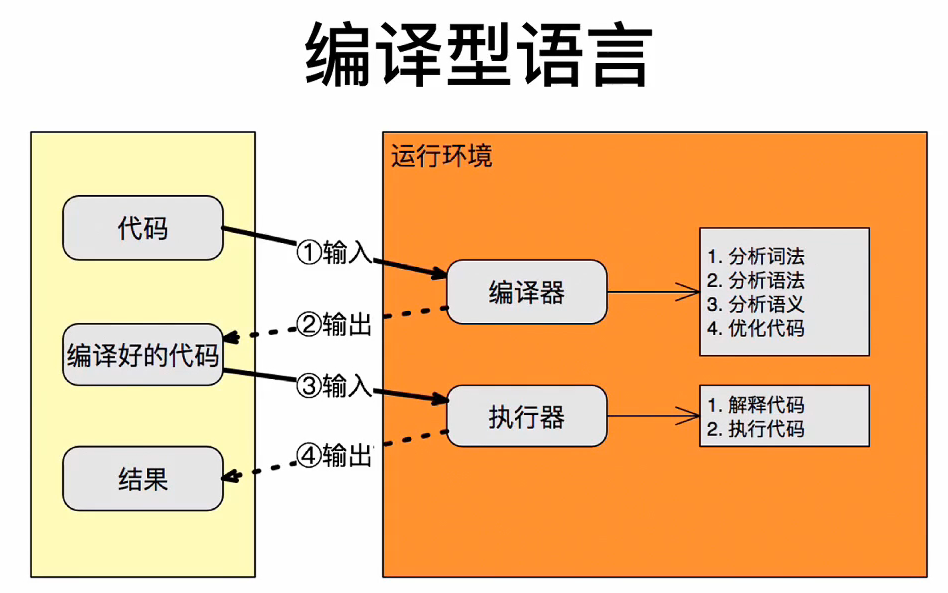 编译型语言
运行环境
代码
①输入
编译器
1. 分析词法
2. 分析语法
3. 分析语义
4. 优化代码
②输出
编译好的代码
③输入
执行器
1. 解释代码
2. 执行代码
④输出
结果